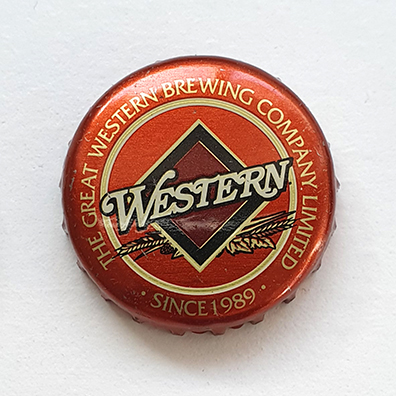 THE GREAT WESTERN BREWING COMPANY LIMITED
WESTERN
· SINCE 1989 ·